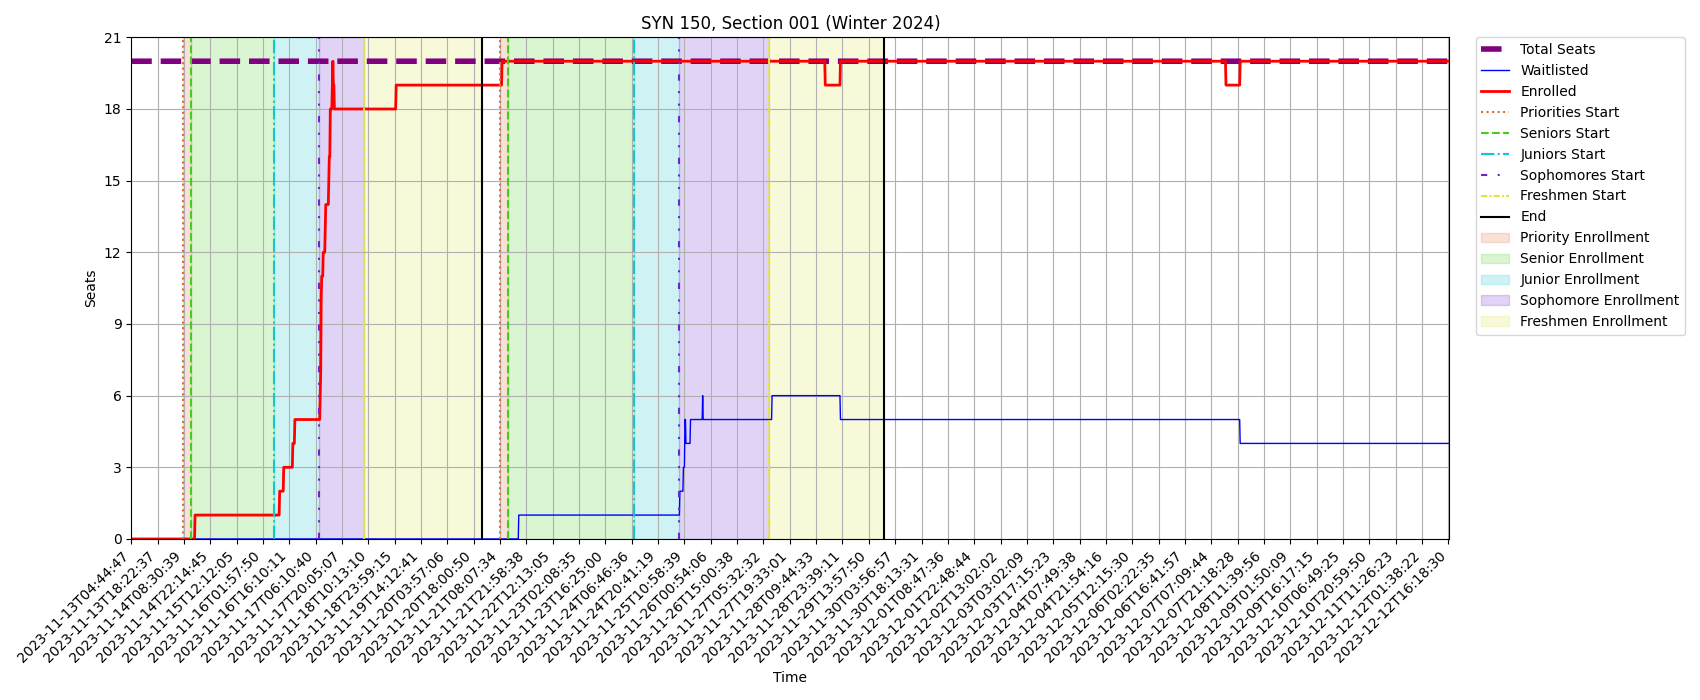 SYN 150, Section 001 (Winter 2024)
21
18
15
12
9
6
3
0
Seats
2023-11-13T04:44:47
2023-11-13T18:22:37
2023-11-14T08:30:39
2023-11-14T22:14:45
2023-11-15T12:12:05
2023-11-16T01:57:50
2023-11-16T16:10:11
2023-11-17T06:10:40
2023-11-17T20:05:07
2023-11-18T10:13:10
2023-11-18T23:59:15
2023-11-19T14:12:41
2023-11-20T03:57:06
2023-11-20T18:00:50
2023-11-21T08:07:34
2023-11-21T21:58:38
2023-11-22T12:13:05
2023-11-23T02:08:35
2023-11-23T16:25:00
2023-11-24T06:46:36
2023-11-24T20:41:19
2023-11-25T10:58:39
2023-11-26T00:54:06
2023-11-26T15:00:38
2023-11-27T05:32:32
2023-11-27T19:33:01
2023-11-28T09:44:33
2023-11-28T23:39:11
2023-11-29T13:57:50
2023-11-30T03:56:57
2023-11-30T18:13:31
2023-12-01T08:47:36
2023-12-01T22:48:44
2023-12-02T13:02:02
2023-12-03T03:02:09
2023-12-03T17:15:23
2023-12-04T07:49:38
2023-12-04T21:54:16
2023-12-05T12:15:30
2023-12-06T02:22:35
2023-12-06T16:41:57
2023-12-07T07:09:44
2023-12-07T21:18:28
2023-12-08T11:39:56
2023-12-09T01:50:09
2023-12-09T16:17:15
2023-12-10T06:49:25
2023-12-10T20:59:50
2023-12-11T11:26:23
2023-12-12T01:38:22
2023-12-12T16:18:30
Time
Total Seats
Waitlisted
Enrolled
Priorities Start
Seniors Start
Juniors Start
Sophomores Start
Freshmen Start
End
Priority Enrollment
Senior Enrollment
Junior Enrollment
Sophomore Enrollment
Freshmen Enrollment